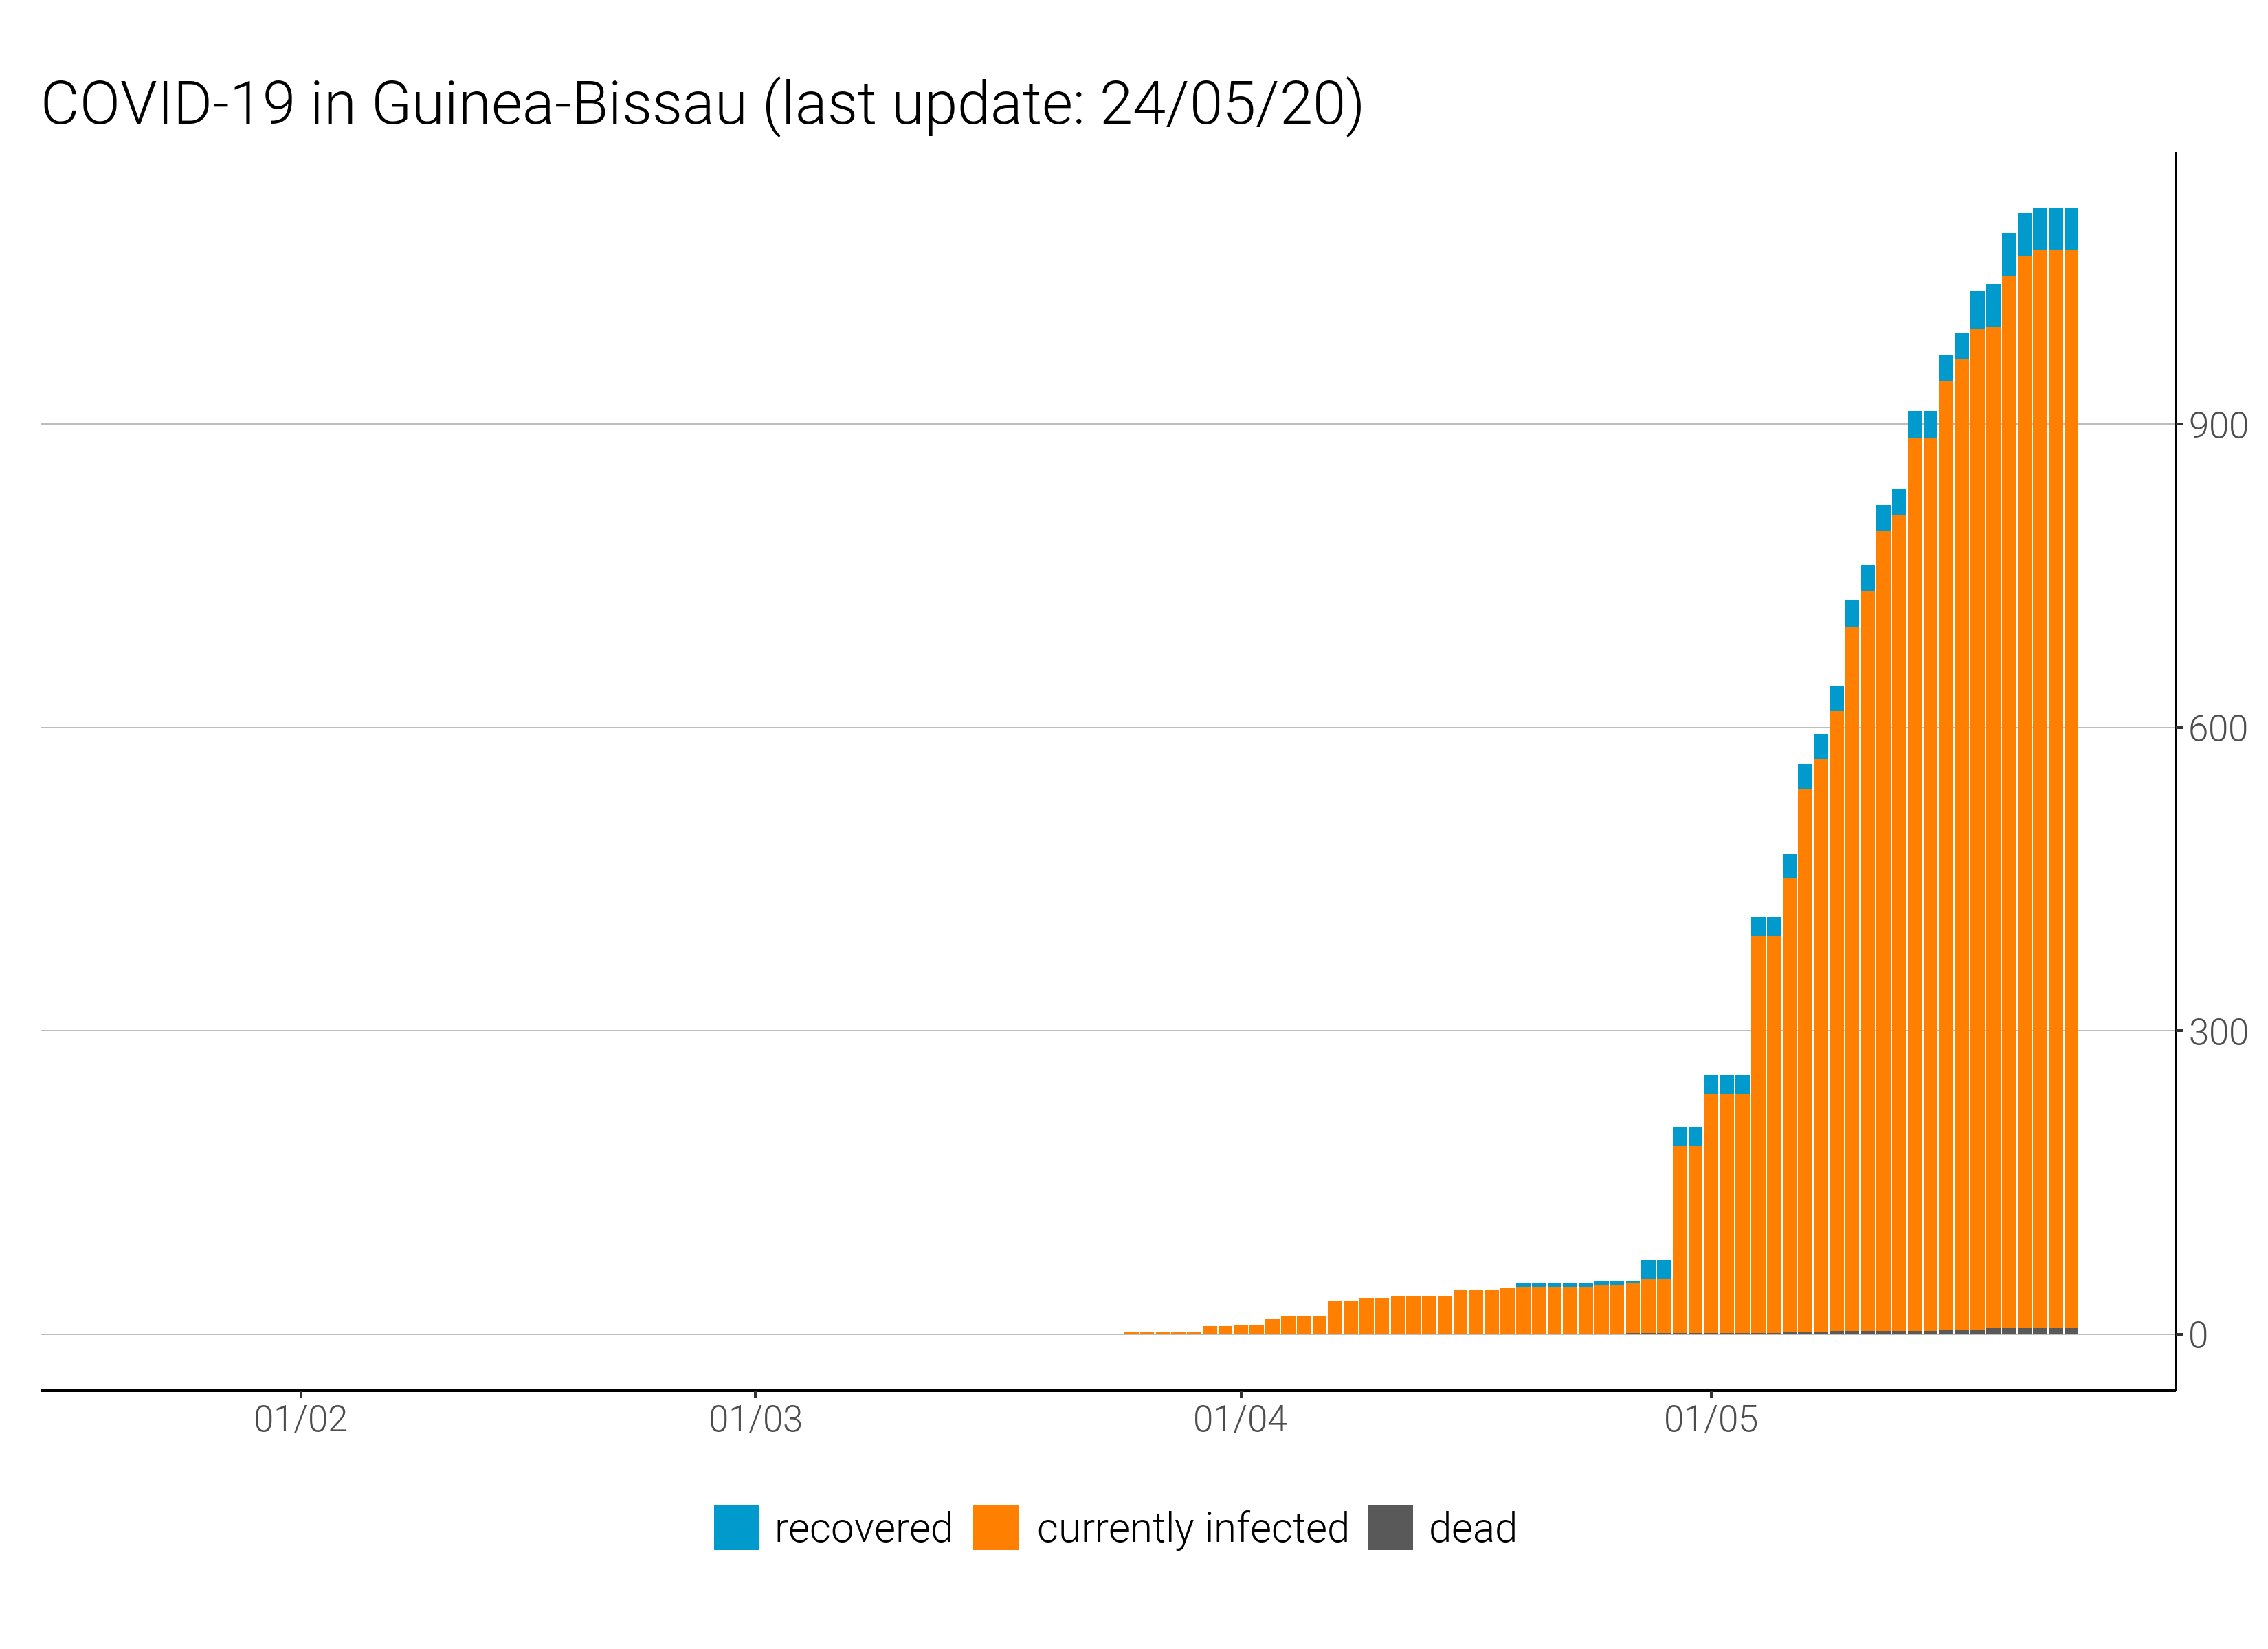 COVID-19 in Guinea-Bissau (last update: 24/05/20)
900
600
300
0
01/02 01/03 01/04 01/05
recovered currently infected dead